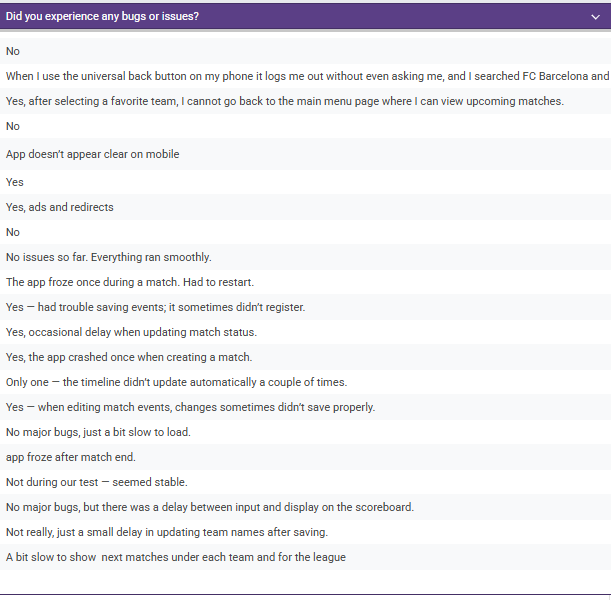 Did you experience any bugs or issues?
No
When I use the universal back button on my phone it logs me out without even asking me, and I searched FC Barcelona and
Yes, after selecting a favorite team, I cannot go back to the main menu page where I can view upcoming matches.
No
App doesn't appear clear on mobile
Yes
Yes, ads and redirects
No
No issues so far. Everything ran smoothly.
The app froze once during a match. Had to restart.
Yes — had trouble saving events; it sometimes didn't register.
Yes, occasional delay when updating match status.
Yes, the app crashed once when creating a match.
Only one — the timeline didn't update automatically a couple of times.
Yes — when editing match events, changes sometimes didn't save properly.
No major bugs, just a bit slow to load.
app froze after match end.
Not during our test — seemed stable.
No major bugs, but there was a delay between input and display on the scoreboard.
Not really, just a small delay in updating team names after saving.
A bit slow to show  next matches under each team and for the league